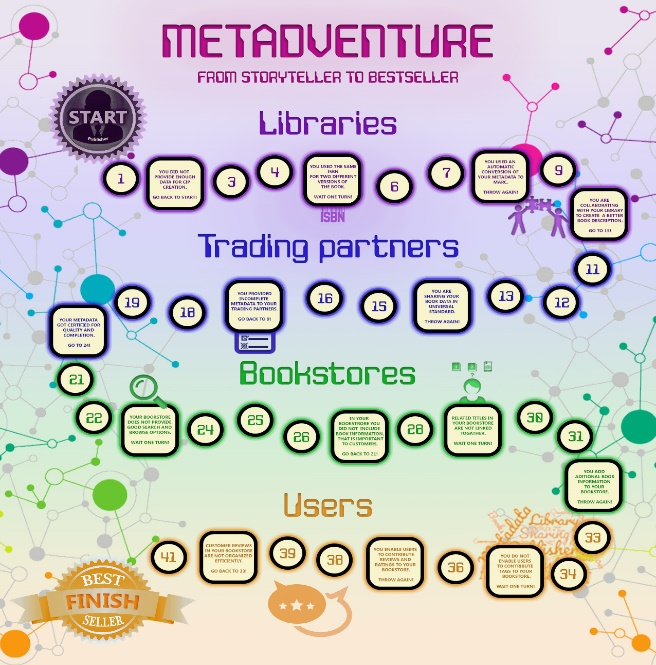 METADVENTURE
FROM STORYTELLER TO BESTSELLER
START
Publisher
Libraries
1
YOU DID NOT
PROVIDE ENOUGH
DATA FOR CIP
CREATION.
GO BACK TO START!
3
4
YOU USED THE SAME
ISBN
FOR TWO DIFFERENT
VERSIONS OF
THE BOOK.
WAIT ONE TURN!
ISBN
6
7
YOU USED AN
AUTOMATIC
CONVERSION OF
YOUR METADATA TO
MARC.
THROW AGAIN!
9
YOU ARE
COLLABORATING
WITH YOUR LIBRARY
TO CREATE A BETTER
BOOK DESCRIPTION.
GO TO 13!
Trading partners
11
12
13
YOU ARE
SHARING YOUR
BOOK DATA IN
UNIVERSAL
STANDARD.
THROW AGAIN!
15
16
YOU PROVIDED
INCOMPLETE
METADATA TO YOUR
TRADING PARTNERS.
GO BACK TO 9!
18
19
YOUR METADATA
GOT CERTIFIED FOR
QUALITY AND
COMPLETION.
GO TO 24!
Bookstores
21
22
YOUR BOOKSTORE
DOES NOT PROVIDE
GOOD SEARCH AND
BROWSE OPTIONS.
WAIT ONE TURN!
24
25
26
IN YOUR
BOOKSTRORE YOU
DID NOT INCLUDE
BOOK INFORMATION,
THAT IS IMPORTANT
TO CUSTOMERS.
GO BACK TO 21!
28
RELATED TITLES IN
YOUR BOOKSTORE
ARE NOT LINKED
TOGATHER.
WAIT ONE TURN!
30
31
YOU ADD
ADITIONAL BOOK
INFORMATION
TO YOUR
BOOKSTORE.
THROW AGAIN!
Users
Library
Sharing
33
34
YOU DO NOT
ENABLE USERS TO
CONTRIBUTE
TAGS TO YOUR
BOOKSTORE.
WAIT ONE TURN!
36
YOU ENABLE USERS
TO CONTRIBUTE
REVIEWS AND
RATINGS TO YOUR
BOOKSTORE.
THROW AGAIN!
38
39
CUSTOMER REVIEWS
IN YOUR BOOKSTORE
ARE NOT ORGANIZED
EFFICIENTLY.
GO BACK TO 33!
41
BEST
FINISH
SELLER